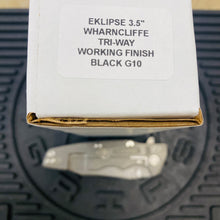 EKLIPSE 3.5"
WHARNCLIFFE
TRI-WAY
WORKING FINISH
BLACK G10